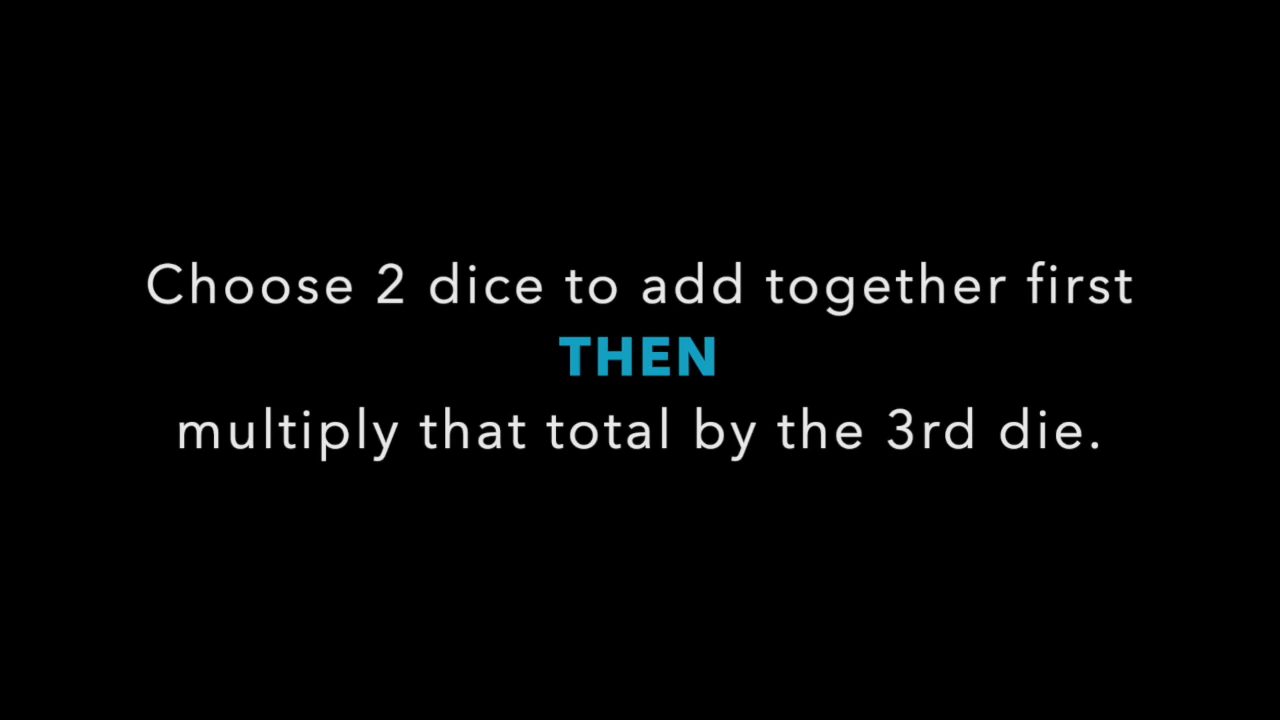 Choose 2 dice to add together first
THEN
multiply that total by the 3rd die.